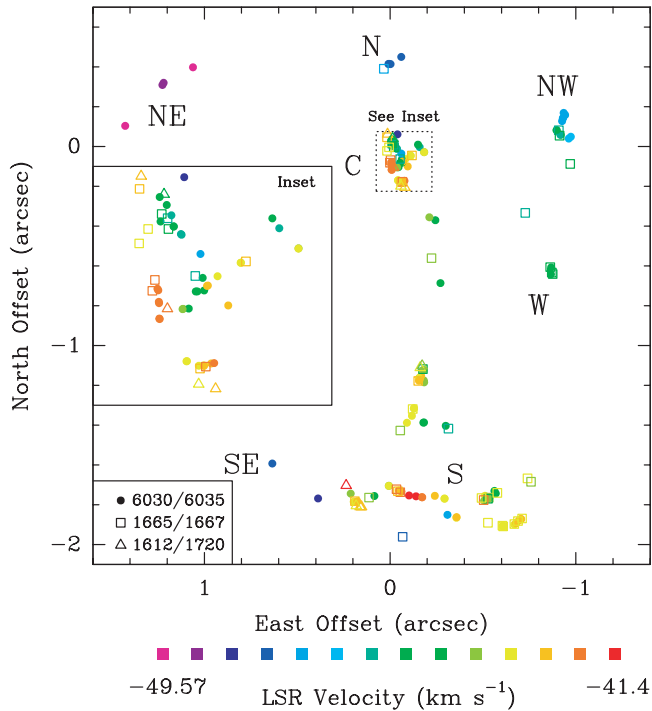 N
NE
NW
See Inset
0
C
Inset
North Offset (arcsec)
W
−1
SE
S
6030/6035
1665/1667
1612/1720
−2
1
0
−1
East Offset (arcsec)
−49.57
−41.4
LSR Velocity (km s⁻¹)